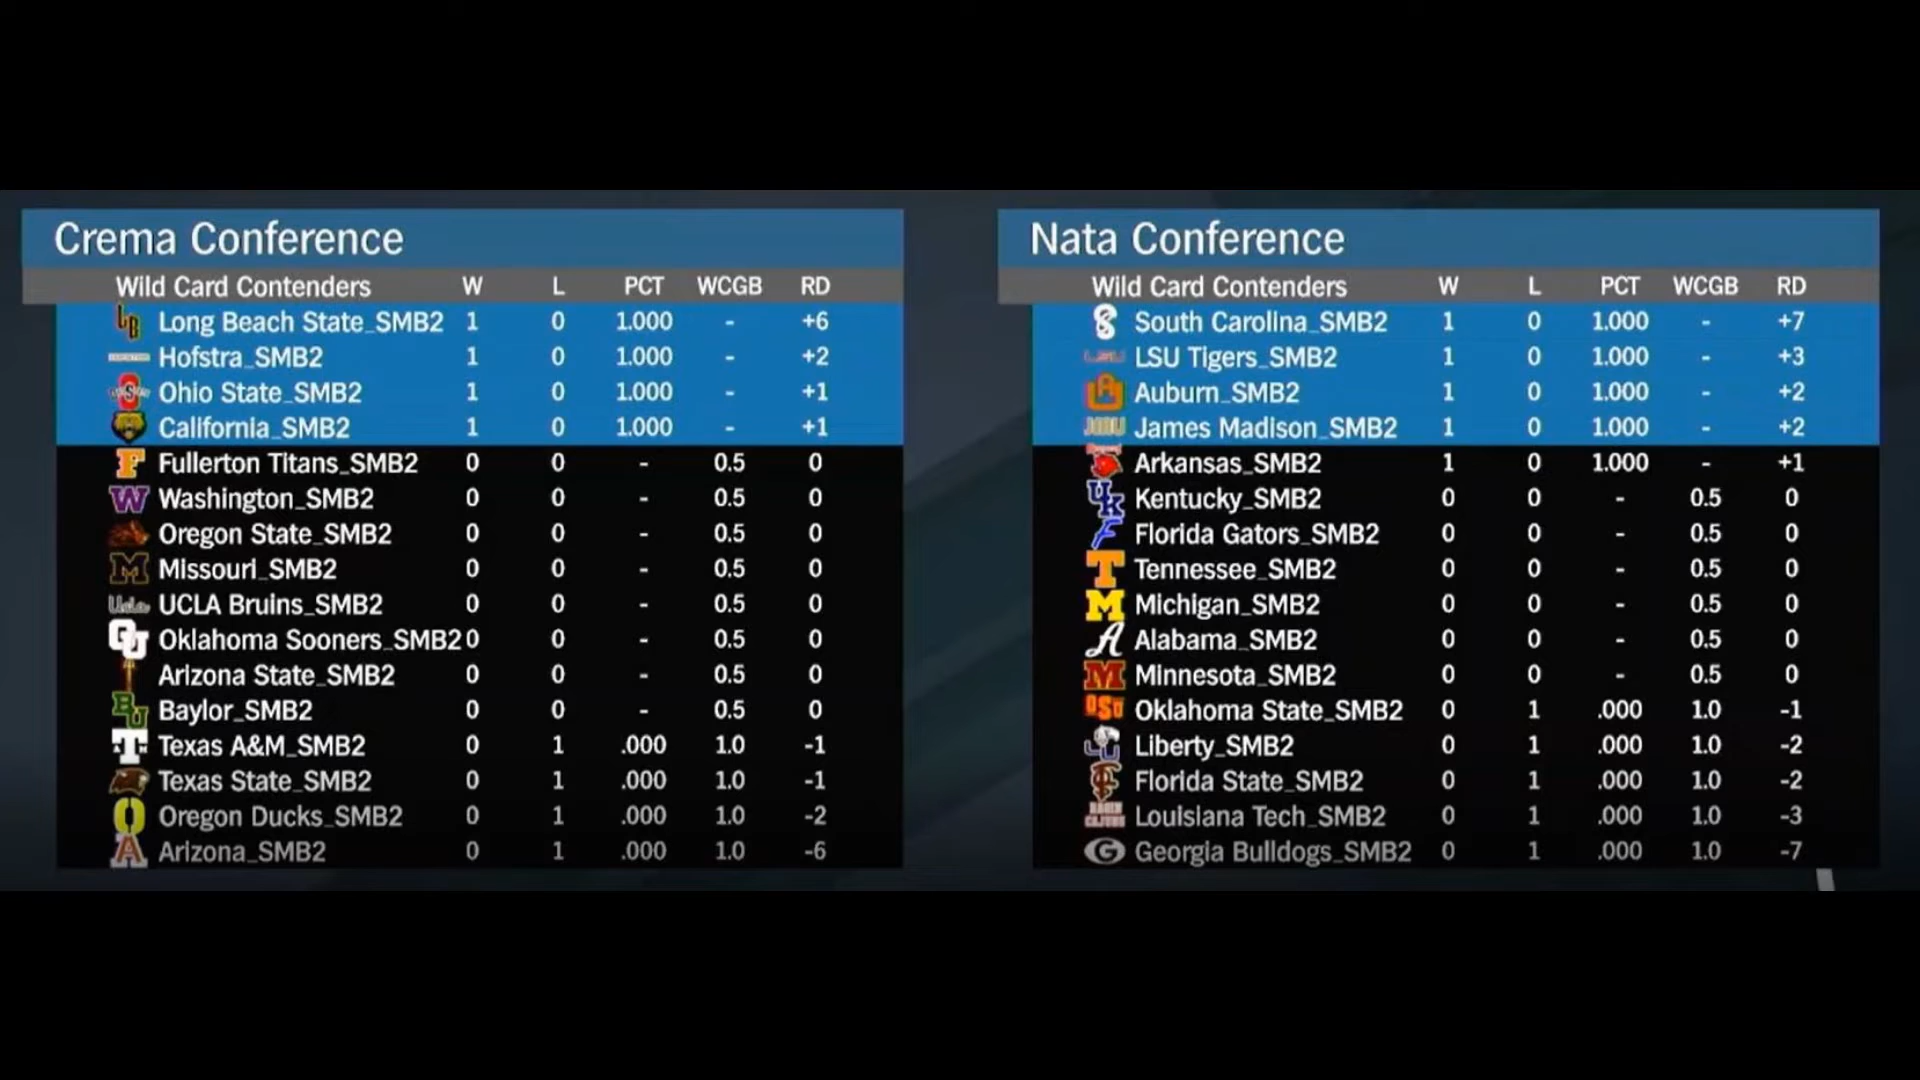 Crema Conference
Wild Card Contenders W L PCT WCGB RD
Long Beach State_SMB2 1 0 1.000 - +6
Hofstra_SMB2 1 0 1.000 - +2
Ohio State_SMB2 1 0 1.000 - +1
California_SMB2 1 0 1.000 - +1
Fullerton Titans_SMB2 0 0 - 0.5 0
Washington_SMB2 0 0 - 0.5 0
Oregon State_SMB2 0 0 - 0.5 0
Missouri_SMB2 0 0 - 0.5 0
UCLA Bruins_SMB2 0 0 - 0.5 0
Oklahoma Sooners_SMB2 0 0 - 0.5 0
Arizona State_SMB2 0 0 - 0.5 0
Baylor_SMB2 0 0 - 0.5 0
Texas A&M_SMB2 0 1 .000 1.0 -1
Texas State_SMB2 0 1 .000 1.0 -1
Oregon Ducks_SMB2 0 1 .000 1.0 -2
Arizona_SMB2 0 1 .000 1.0 -6
Nata Conference
Wild Card Contenders W L PCT WCGB RD
South Carolina_SMB2 1 0 1.000 - +7
LSU Tigers_SMB2 1 0 1.000 - +3
Auburn_SMB2 1 0 1.000 - +2
James Madison_SMB2 1 0 1.000 - +2
Arkansas_SMB2 1 0 1.000 - +1
Kentucky_SMB2 0 0 - 0.5 0
Florida Gators_SMB2 0 0 - 0.5 0
Tennessee_SMB2 0 0 - 0.5 0
Michigan_SMB2 0 0 - 0.5 0
Alabama_SMB2 0 0 - 0.5 0
Minnesota_SMB2 0 0 - 0.5 0
Oklahoma State_SMB2 0 1 .000 1.0 -1
Liberty_SMB2 0 1 .000 1.0 -2
Florida State_SMB2 0 1 .000 1.0 -2
Louisiana Tech_SMB2 0 1 .000 1.0 -3
Georgia Bulldogs_SMB2 0 1 .000 1.0 -7